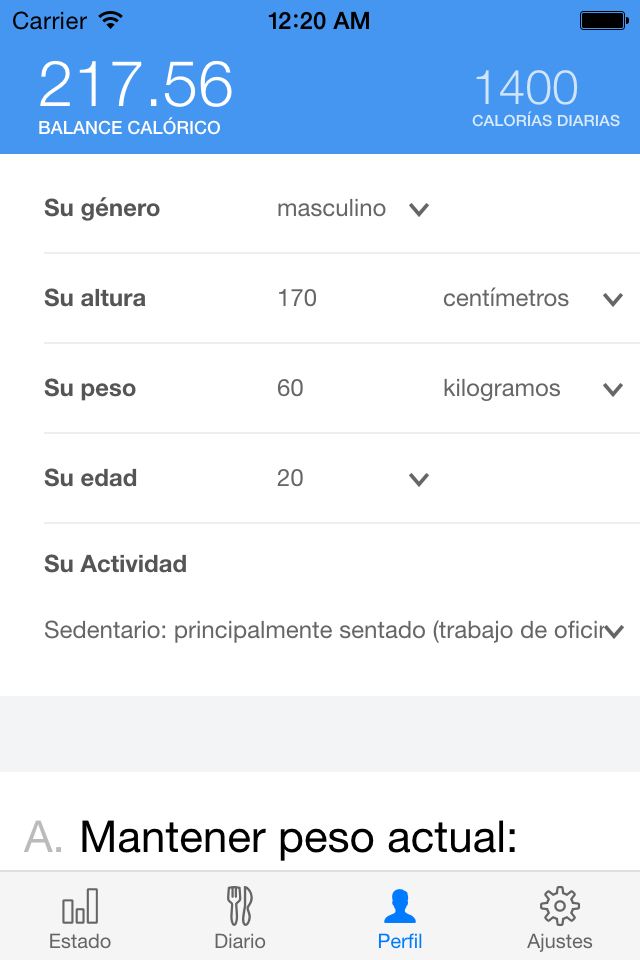 Carrier 12:20 AM
217.56 1400
BALANCE CALÓRICO CALORÍAS DIARIAS
Su género masculino
Su altura 170 centímetros
Su peso 60 kilogramos
Su edad 20
Su Actividad
Sedentario: principalmente sentado (trabajo de oficin
A. Mantener peso actual:
Estado Diario Perfil Ajustes